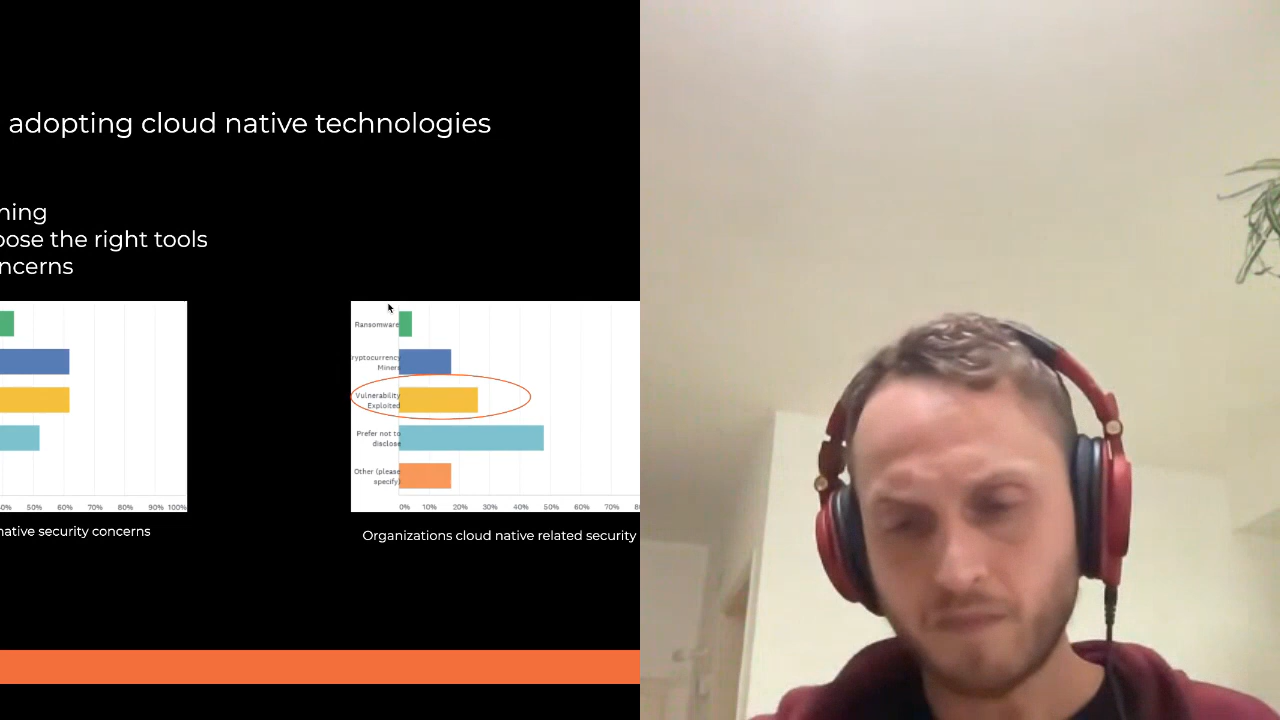 adopting cloud native technologies
ning
oose the right tools
ncerns
Ransomware
ryptocurrency
Miners
Vulnerability
Exploited
Prefer not to
disclose
Other (please
specify)
0% 50% 60% 70% 80% 90% 100%
0% 10% 20% 30% 40% 50% 60% 70% 8
native security concerns
Organizations cloud native related security